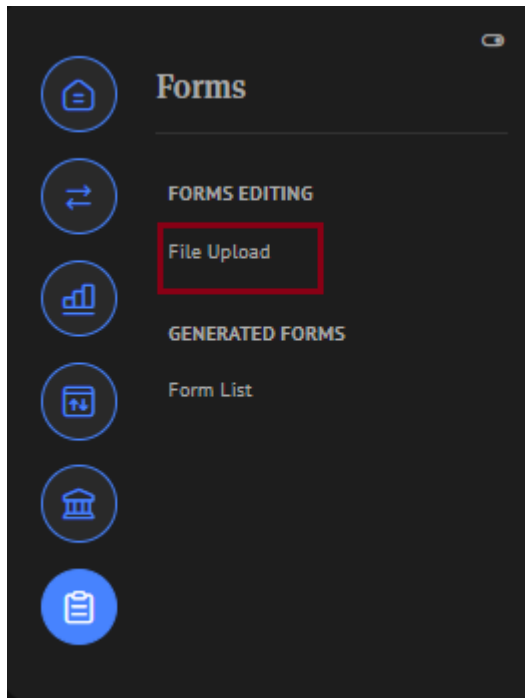 Forms
FORMS EDITING
File Upload
GENERATED FORMS
Form List